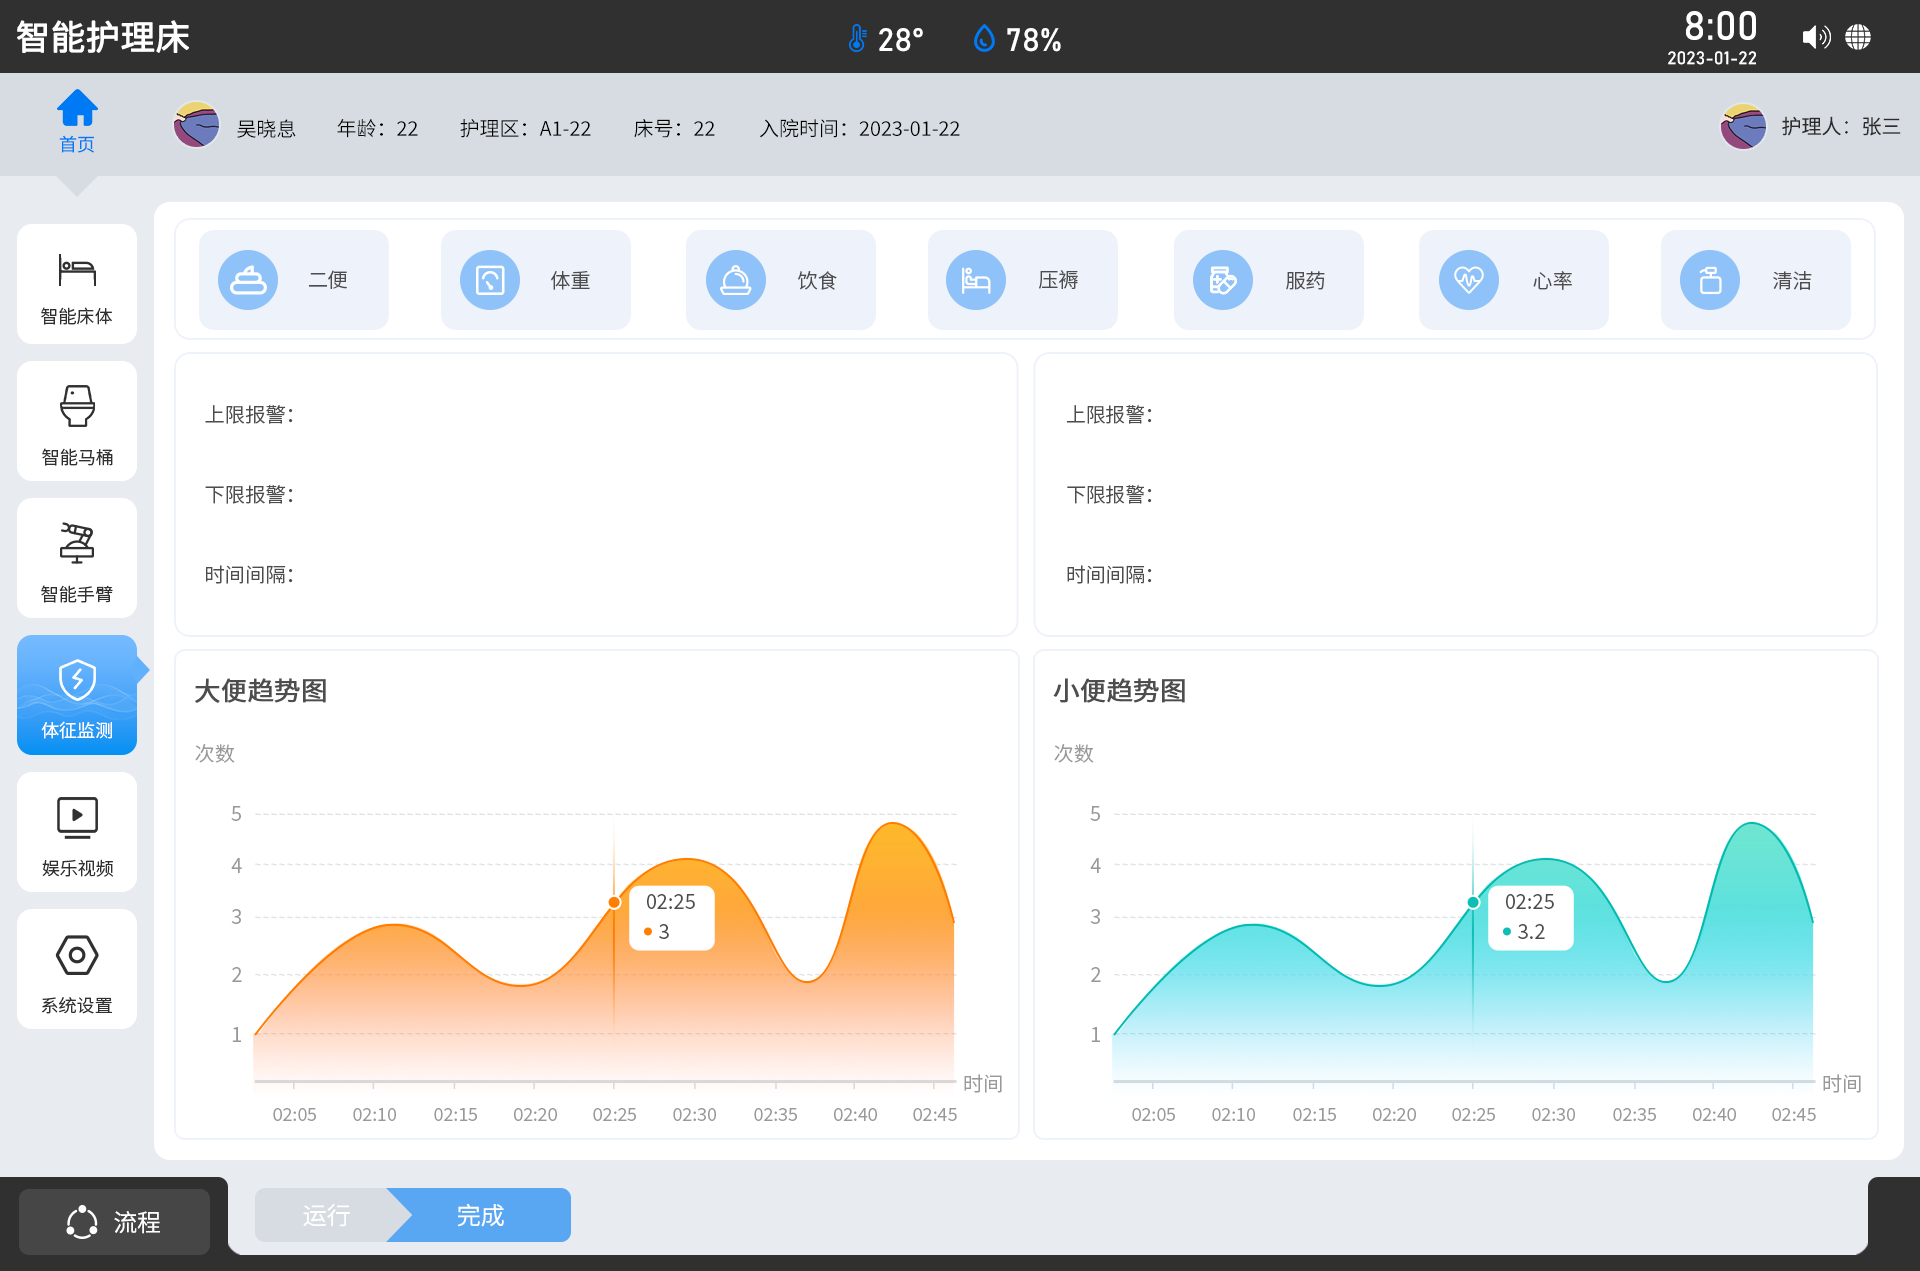 智能护理床
28°
78%
8:00
2023-01-22
首页
吴晓息
年龄：22
护理区：A1-22
床号：22
入院时间：2023-01-22
护理人：张三
智能床体
智能马桶
智能手臂
体征监测
娱乐视频
系统设置
二便
体重
饮食
压褥
服药
心率
清洁
上限报警：
下限报警：
时间间隔：
上限报警：
下限报警：
时间间隔：
大便趋势图
次数
5
4
3
2
1
02:25
3
时间
02:05
02:10
02:15
02:20
02:25
02:30
02:35
02:40
02:45
小便趋势图
次数
5
4
3
2
1
02:25
3.2
时间
02:05
02:10
02:15
02:20
02:25
02:30
02:35
02:40
02:45
流程
运行
完成